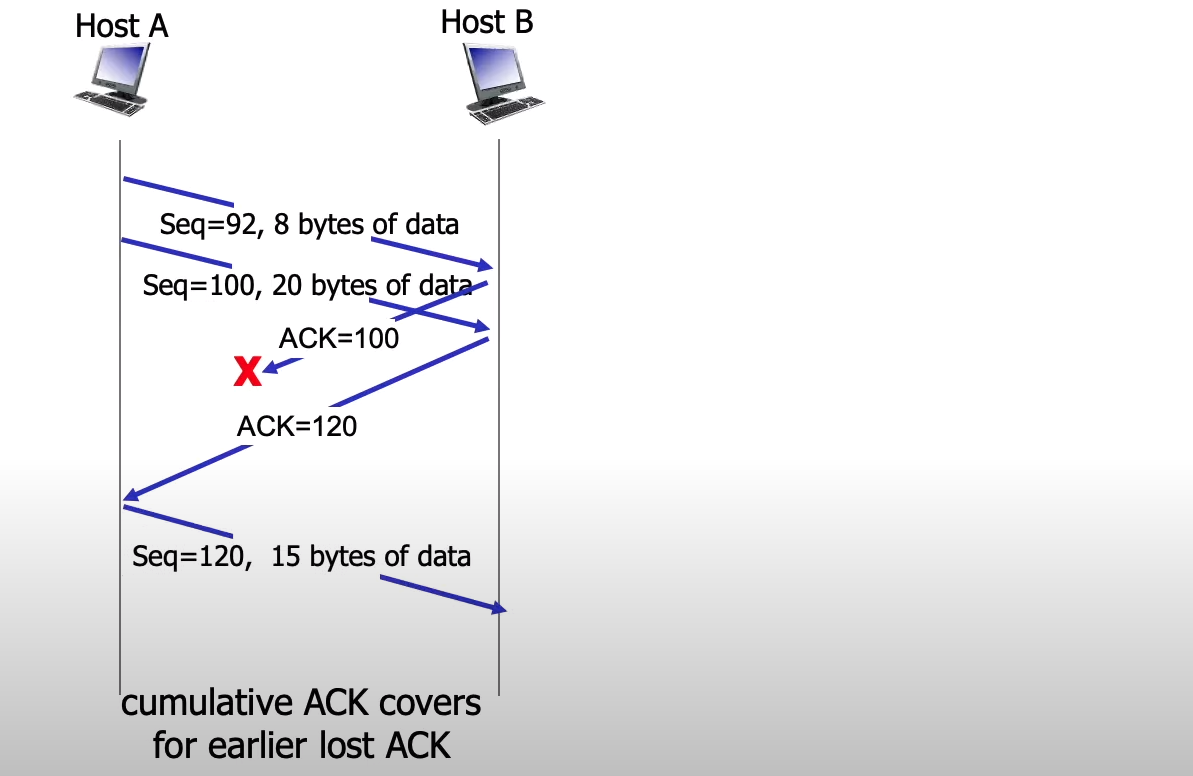 Host A
Host B
Seq=92, 8 bytes of data
Seq=100, 20 bytes of data
ACK=100
X
ACK=120
Seq=120, 15 bytes of data
cumulative ACK covers
for earlier lost ACK